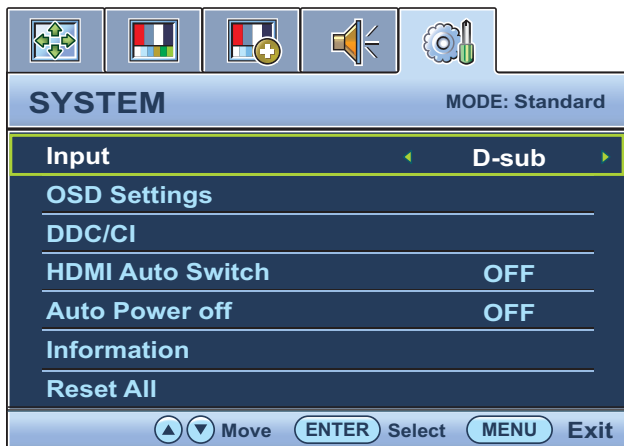 SYSTEM MODE: Standard
Input D-sub
OSD Settings
DDC/CI
HDMI Auto Switch OFF
Auto Power off OFF
Information
Reset All
Move ENTER Select MENU Exit